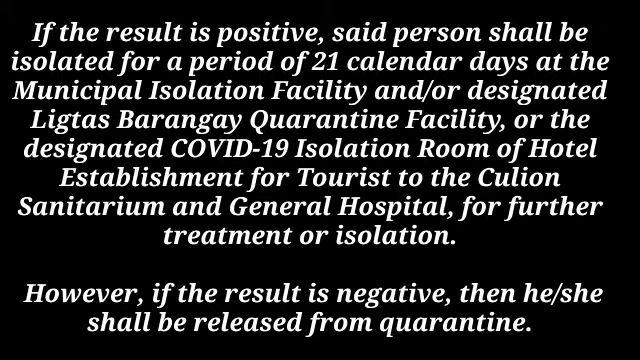 If the result is positive, said person shall be
isolated for a period of 21 calendar days at the
Municipal Isolation Facility and/or designated
Ligtas Barangay Quarantine Facility, or the
designated COVID-19 Isolation Room of Hotel
Establishment for Tourist to the Culion
Sanitarium and General Hospital, for further
treatment or isolation.
However, if the result is negative, then he/she
shall be released from quarantine.